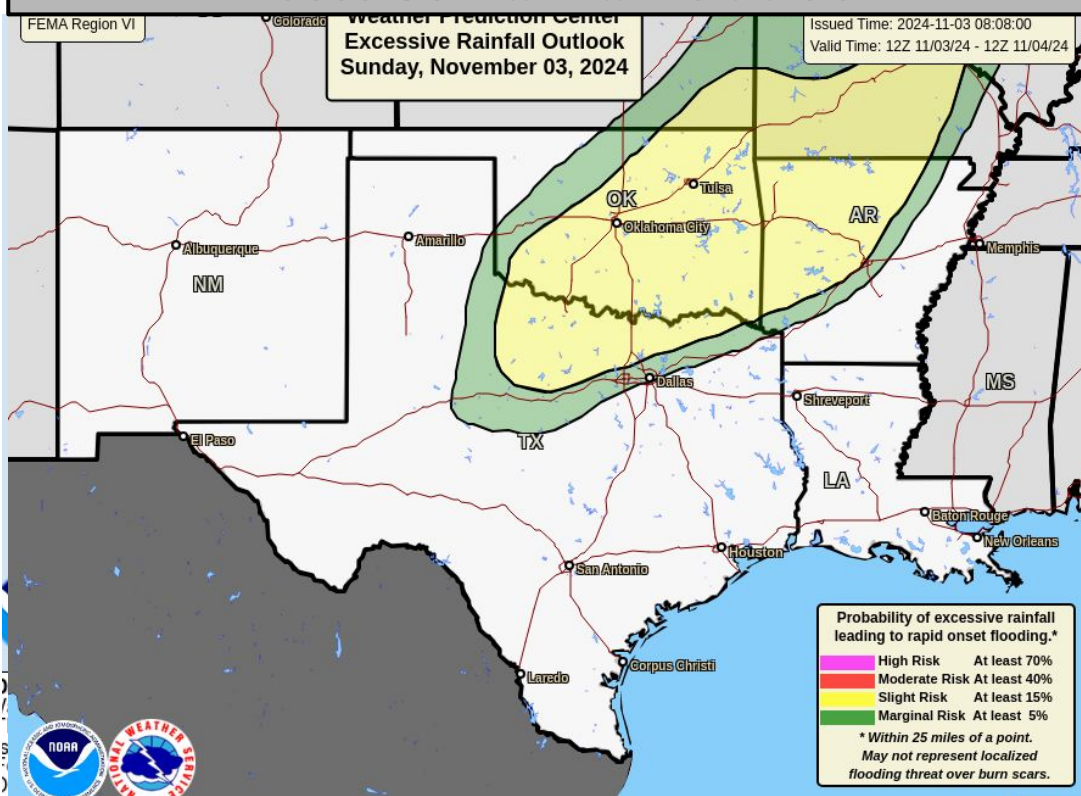 Colorado
FEMA Region VI
Weather Prediction Center
Excessive Rainfall Outlook
Sunday, November 03, 2024
Issued Time: 2024-11-03 08:08:00
Valid Time: 12Z 11/03/24 - 12Z 11/04/24
Tulsa
OK
Oklahoma City
AR
Amarillo
Albuquerque
Memphis
NM
Dallas
MS
Shreveport
El Paso
TX
LA
Baton Rouge
New Orleans
Houston
San Antonio
Corpus Christi
Laredo
Probability of excessive rainfall
leading to rapid onset flooding.*
High Risk At least 70%
Moderate Risk At least 40%
Slight Risk At least 15%
Marginal Risk At least 5%
* Within 25 miles of a point.
May not represent localized
flooding threat over burn scars.
NOAA
NATIONAL WEATHER SERVICE